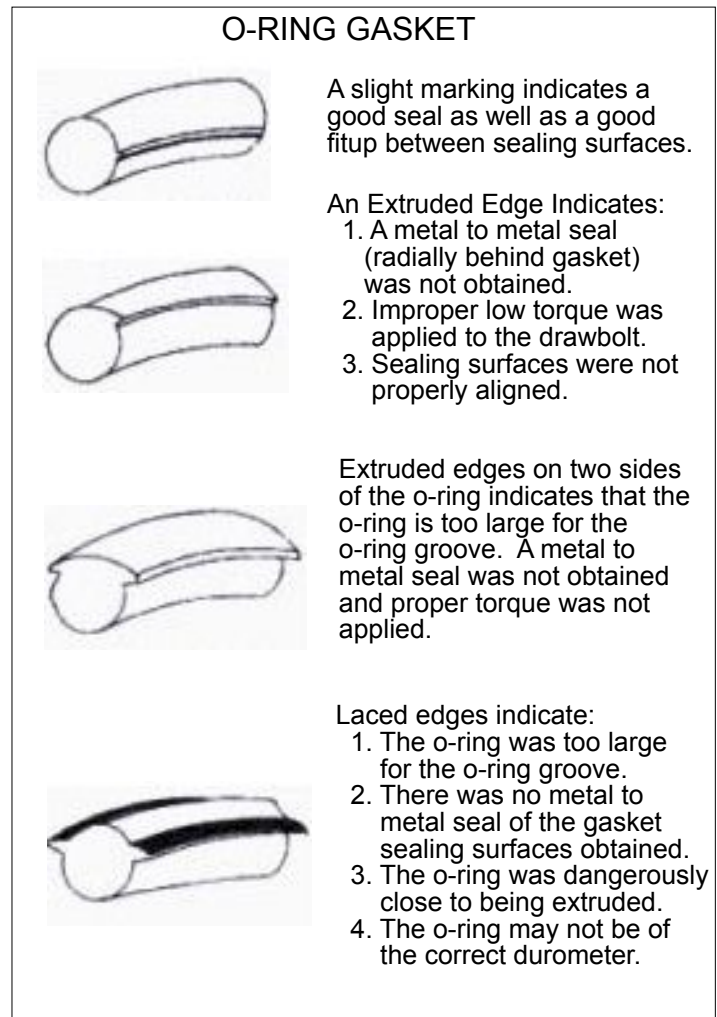 O-RING GASKET
A slight marking indicates a
good seal as well as a good
fitup between sealing surfaces.
An Extruded Edge Indicates:
1. A metal to metal seal
(radially behind gasket)
was not obtained.
2. Improper low torque was
applied to the drawbolt.
3. Sealing surfaces were not
properly aligned.
Extruded edges on two sides
of the o-ring indicates that the
o-ring is too large for the
o-ring groove.  A metal to
metal seal was not obtained
and proper torque was not
applied.
Laced edges indicate:
1. The o-ring was too large
for the o-ring groove.
2. There was no metal to
metal seal of the gasket
sealing surfaces obtained.
3. The o-ring was dangerously
close to being extruded.
4. The o-ring may not be of
the correct durometer.